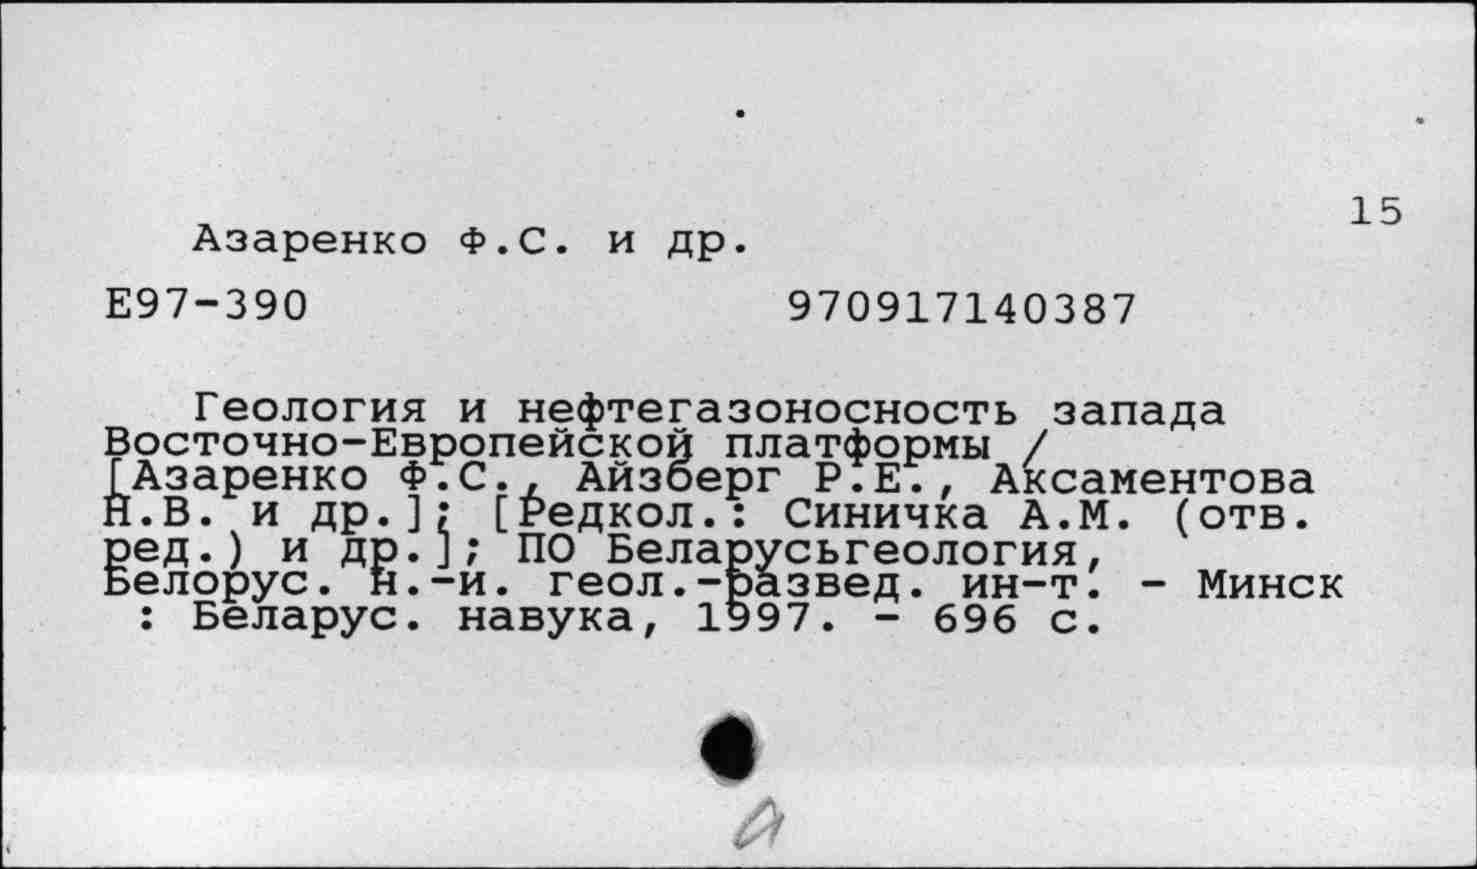 15
Азаренко Ф.С. и др.
Е97-390 970917140387
Геология и нефтегазоносность запада
Восточно-Европейской платформы /
[Азаренко Ф.С., Айзберг Р.Е., Аксаментова
Н.В. и др.]; [Редкол.: Синичка А.М. (отв.
ред.) и др.]; ПО Беларусьгеология,
Белорус. н.-и. геол.-развед. ин-т. - Минск
: Беларус. навука, 1997. - 696 с.